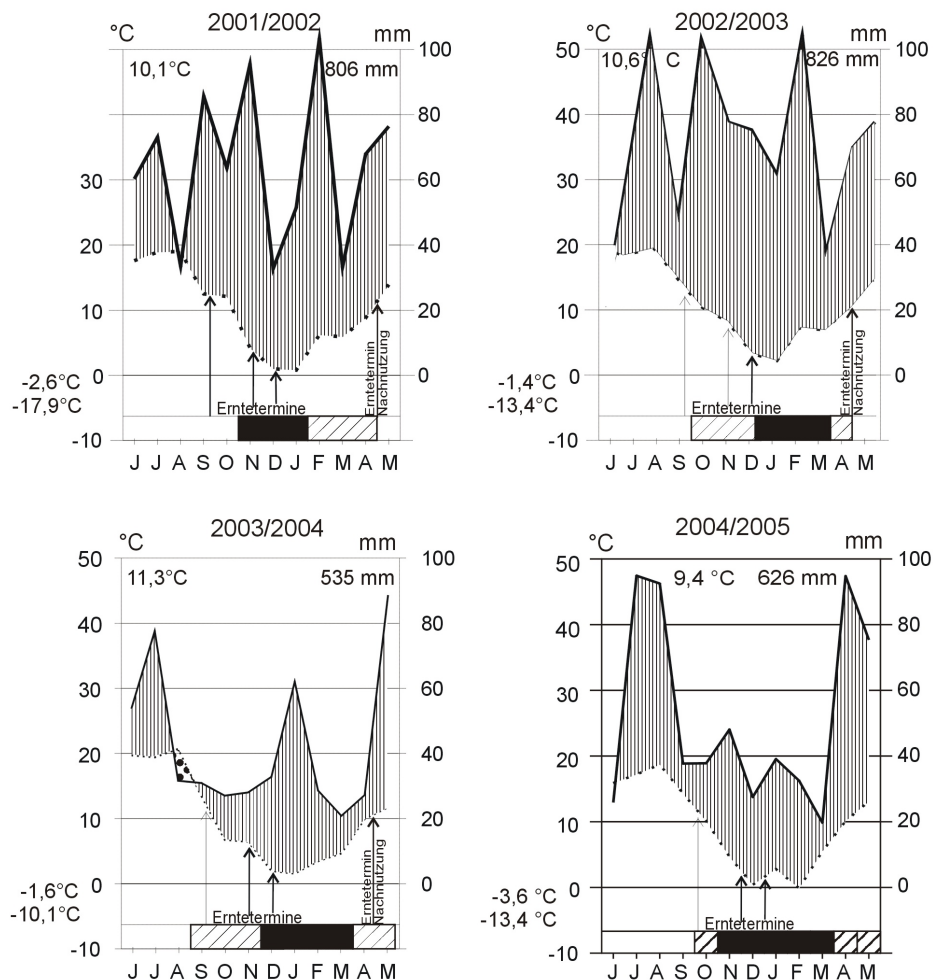 2001/2002
°C mm
10,1°C 806 mm
100
80
60
40
20
0
30
20
10
0
-10
-2,6°C
-17,9°C
Erntetermine
Erntetermin
Nachnutzung
J J A S O N D J F M A M
2002/2003
°C mm
10,6° C 826 mm
50
40
30
20
10
0
-10
100
80
60
40
20
0
-1,4°C
-13,4°C
Erntetermine
Erntetermin
Nachnutzung
J J A S O N D J F M A M
2003/2004
°C mm
11,3°C 535 mm
50
40
30
20
10
0
-10
100
80
60
40
20
0
-1,6°C
-10,1°C
Erntetermine
Erntetermin
Nachnutzung
J J A S O N D J F M A M
2004/2005
°C mm
9,4 °C 626 mm
50
40
30
20
10
0
-10
100
80
60
40
20
0
-3,6 °C
-13,4 °C
Erntetermine
J J A S O N D J F M A M